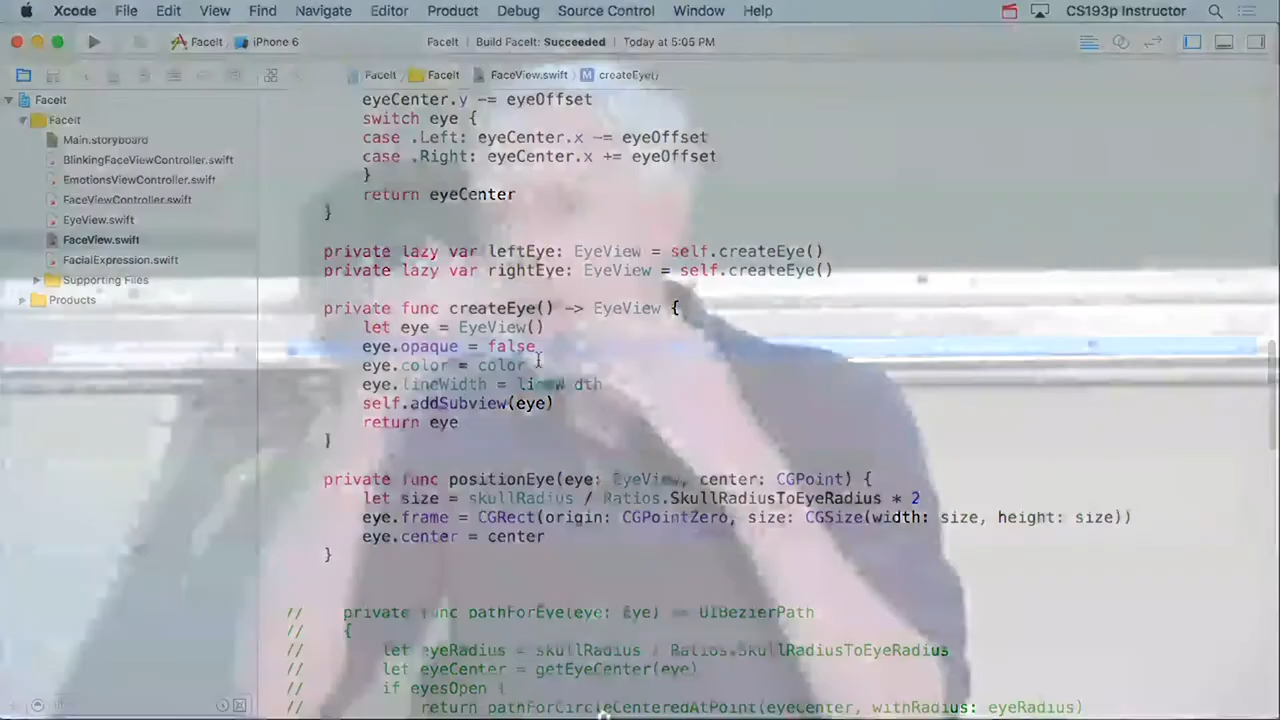 Xcode File Edit View Find Navigate Editor Product Debug Source Control Window Help CS193p Instructor
FaceIt iPhone 6 FaceIt Build FaceIt: Succeeded Today at 5:05 PM
FaceIt FaceIt FaceView.swift M createEye()
FaceIt
FaceIt
Main.storyboard
BlinkingFaceViewController.swift
EmotionsViewController.swift
FaceViewController.swift
EyeView.swift
FaceView.swift
FacialExpression.swift
Supporting Files
Products
eyeCenter.y -= eyeOffset
switch eye {
case .Left: eyeCenter.x -= eyeOffset
case .Right: eyeCenter.x += eyeOffset
}
return eyeCenter
}
private lazy var leftEye: EyeView = self.createEye()
private lazy var rightEye: EyeView = self.createEye()
private func createEye() -> EyeView {
let eye = EyeView()
eye.opaque = false
eye.color = color
eye.lineWidth = lineWidth
self.addSubview(eye)
return eye
}
private func positionEye(eye: EyeView, center: CGPoint) {
let size = skullRadius / Ratios.SkullRadiusToEyeRadius * 2
eye.frame = CGRect(origin: CGPointZero, size: CGSize(width: size, height: size))
eye.center = center
}
// private func pathForEye(eye: Eye) -> UIBezierPath
// {
// let eyeRadius = skullRadius / Ratios.SkullRadiusToEyeRadius
// let eyeCenter = getEyeCenter(eye)
// if eyesOpen {
// return pathForCircleCenteredAtPoint(eyeCenter, withRadius: eyeRadius)